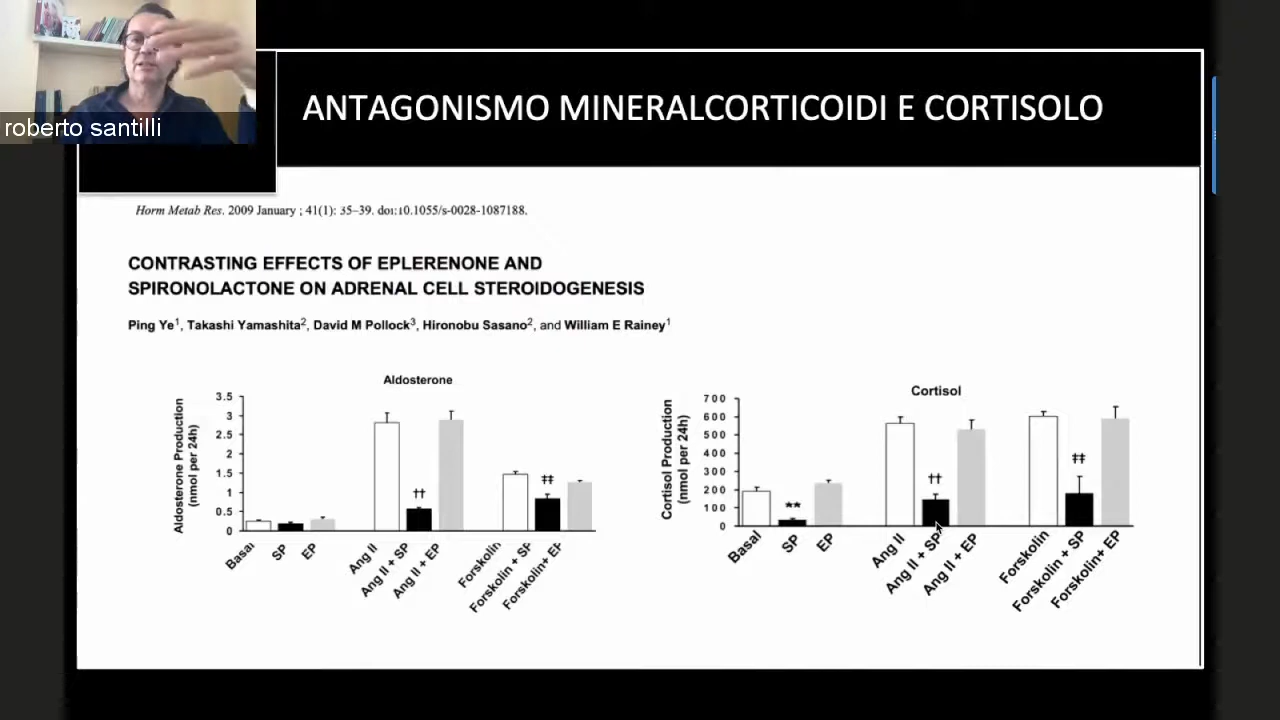 roberto santilli
ANTAGONISMO MINERALCORTICOIDI E CORTISOLO
Horm Metab Res. 2009 January ; 41(1): 35–39. doi:10.1055/s-0028-1087188.
CONTRASTING EFFECTS OF EPLERENONE AND
SPIRONOLACTONE ON ADRENAL CELL STEROIDOGENESIS
Ping Ye1, Takashi Yamashita2, David M Pollock3, Hironobu Sasano2, and William E Rainey1
Aldosterone
Aldosterone Production
(nmol per 24h)
3.5
3
2.5
2
1.5
1
0.5
0
††
‡‡
Basal
SP
EP
Ang II
Ang II + SP
Ang II + EP
Forskolin
Forskolin + SP
Forskolin+ EP
Cortisol
Cortisol Production
(nmol per 24h)
700
600
500
400
300
200
100
0
**
††
‡‡
Basal
SP
EP
Ang II
Ang II + SP
Ang II + EP
Forskolin
Forskolin + SP
Forskolin+ EP